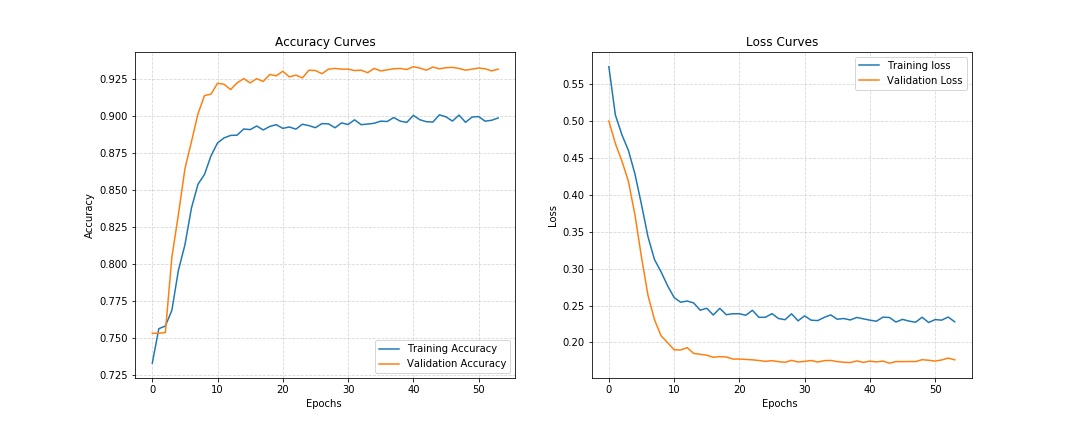 Accuracy Curves
Accuracy
0.925
0.900
0.875
0.850
0.825
0.800
0.775
0.750
0.725
0
10
20
30
40
50
Epochs
Training Accuracy
Validation Accuracy
Loss Curves
Loss
0.55
0.50
0.45
0.40
0.35
0.30
0.25
0.20
0
10
20
30
40
50
Epochs
Training loss
Validation Loss